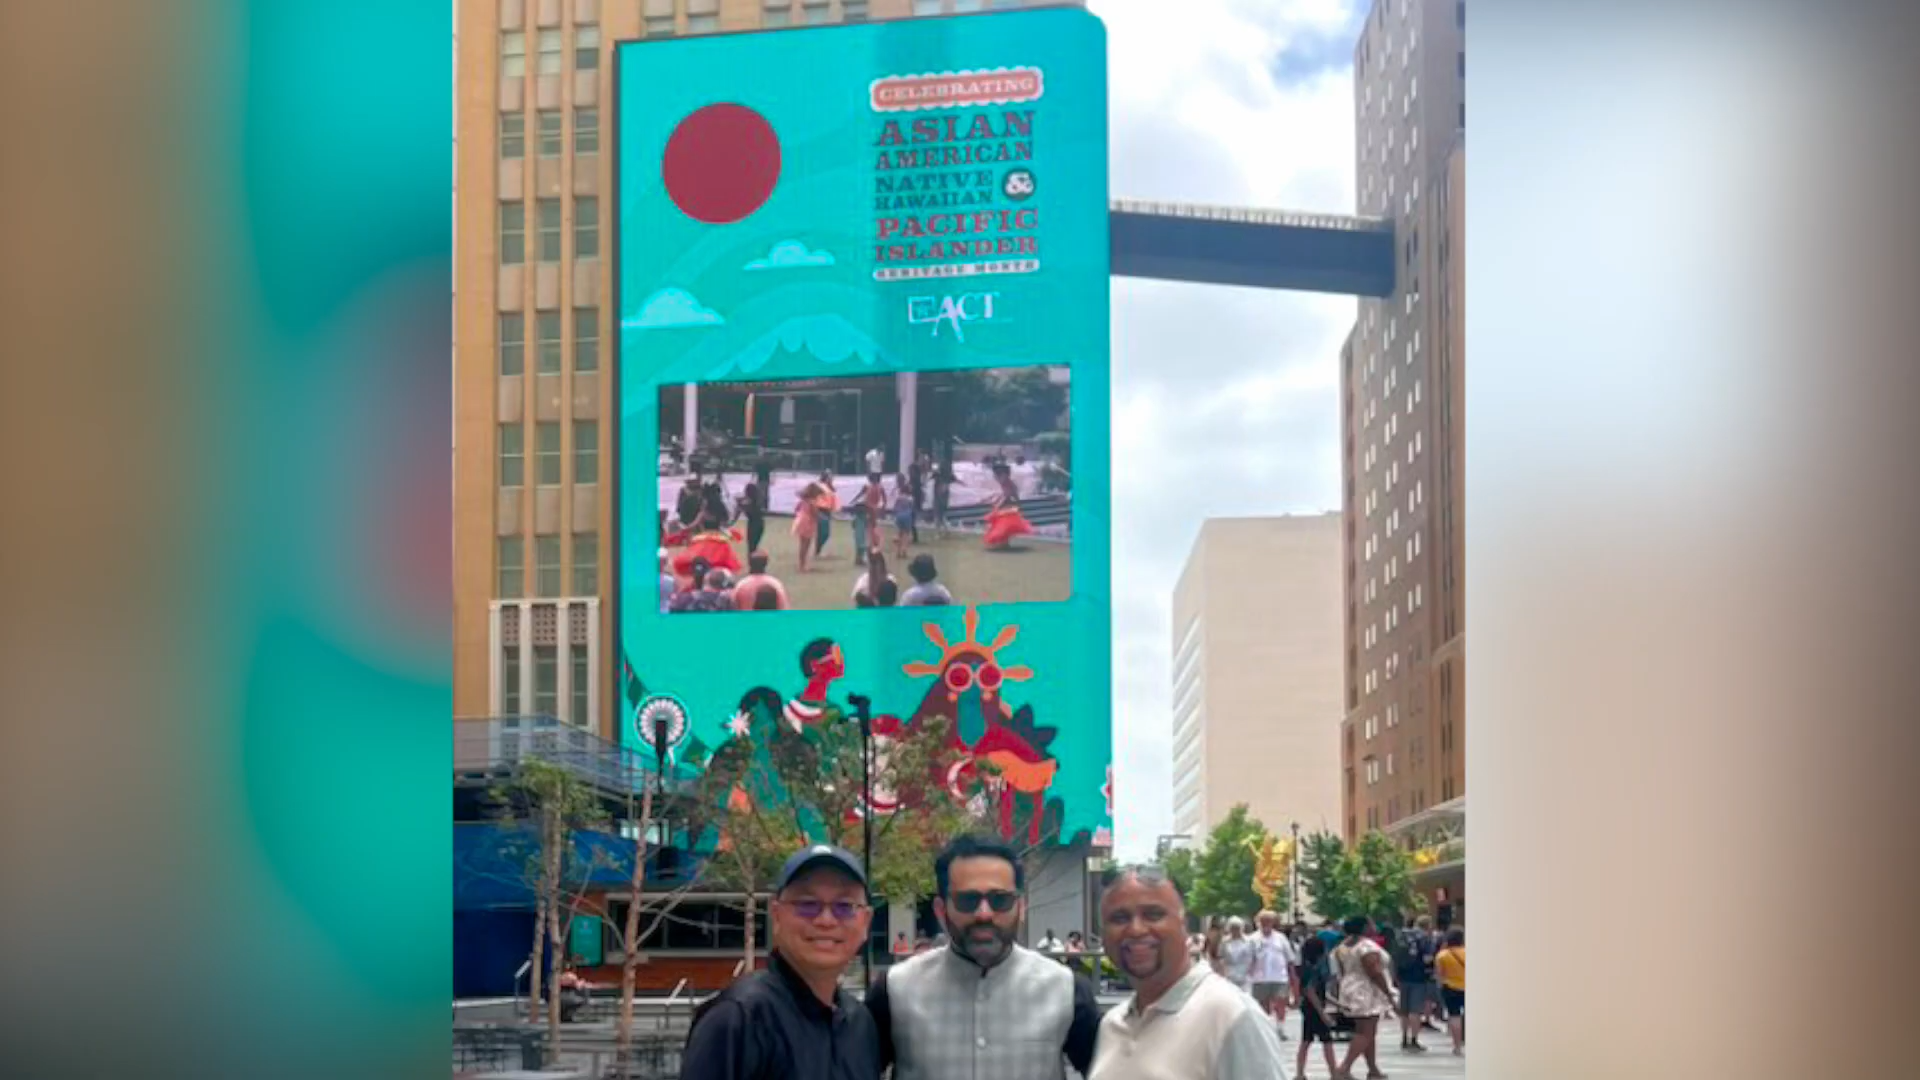 CELEBRATING
ASIAN
AMERICAN
NATIVE &
HAWAIIAN
PACIFIC
ISLANDER
HERITAGE MONTH
ACT